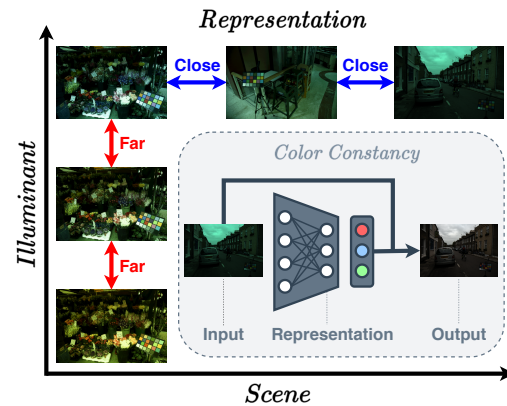 Representation
Close
Close
Far
Illuminant
Color Constancy
Far
Input
Representation
Output
Scene